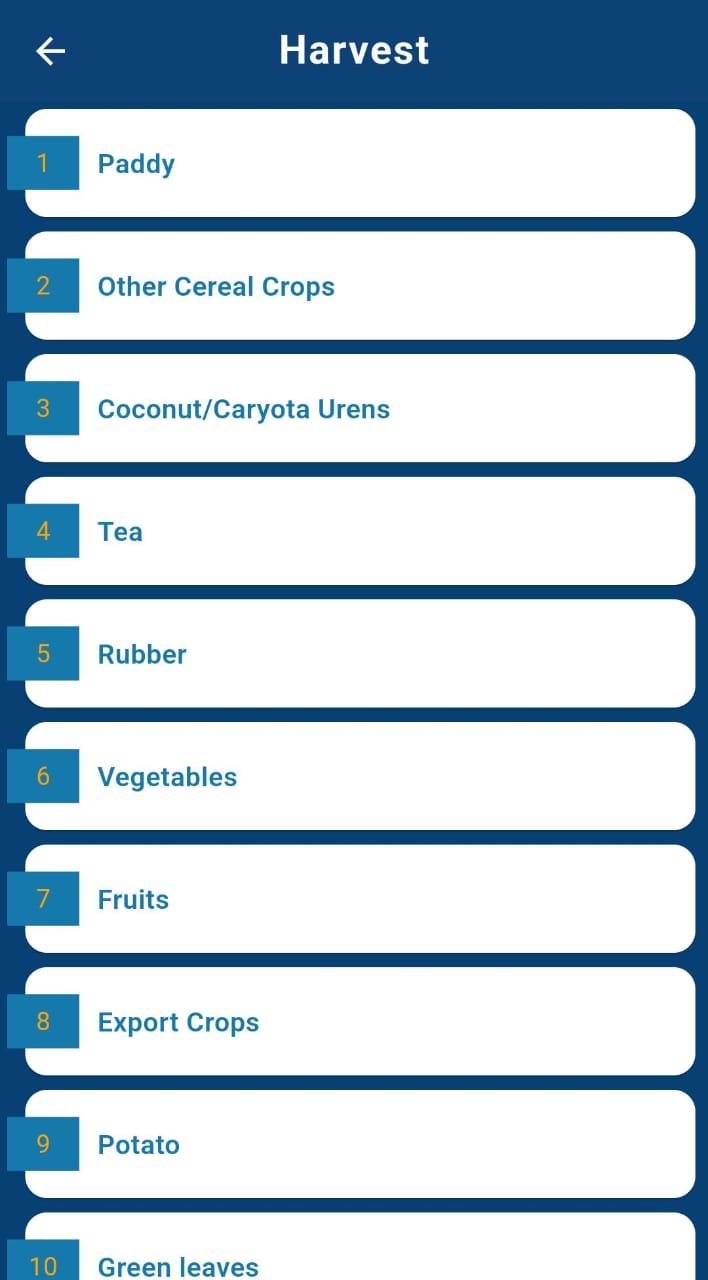 Harvest
1 Paddy
2 Other Cereal Crops
3 Coconut/Caryota Urens
4 Tea
5 Rubber
6 Vegetables
7 Fruits
8 Export Crops
9 Potato
10 Green leaves